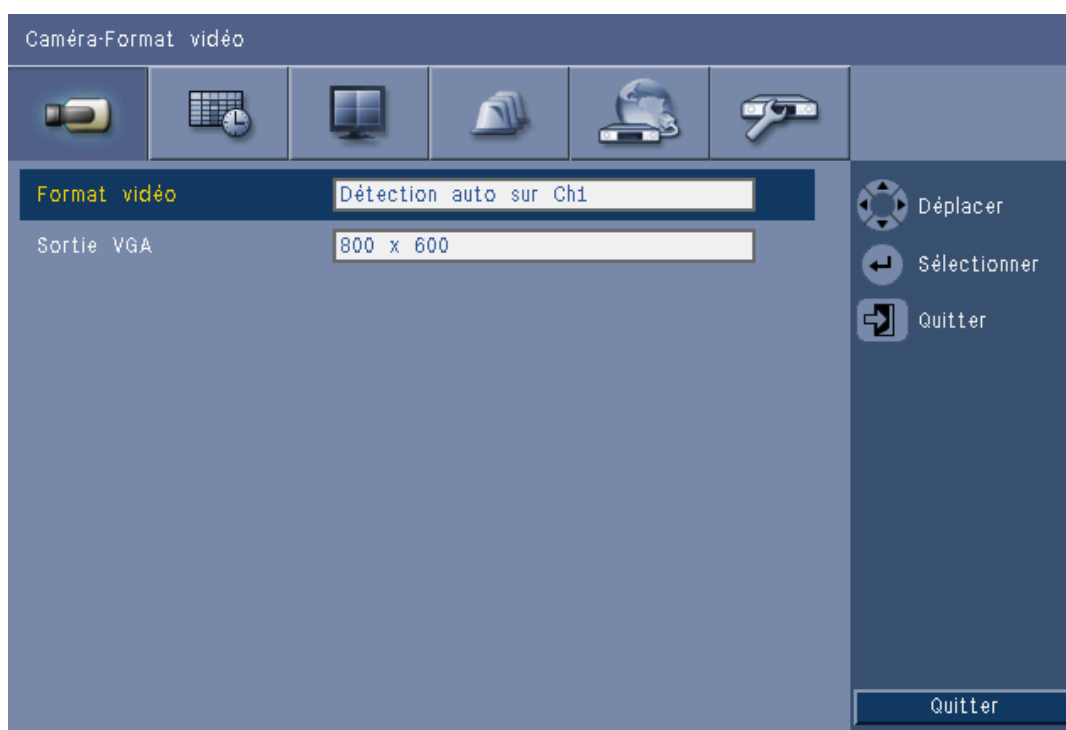 Caméra-Format vidéo
Format vidéo
Détection auto sur Ch1
Sortie VGA
800 x 600
Déplacer
Sélectionner
Quitter
Quitter